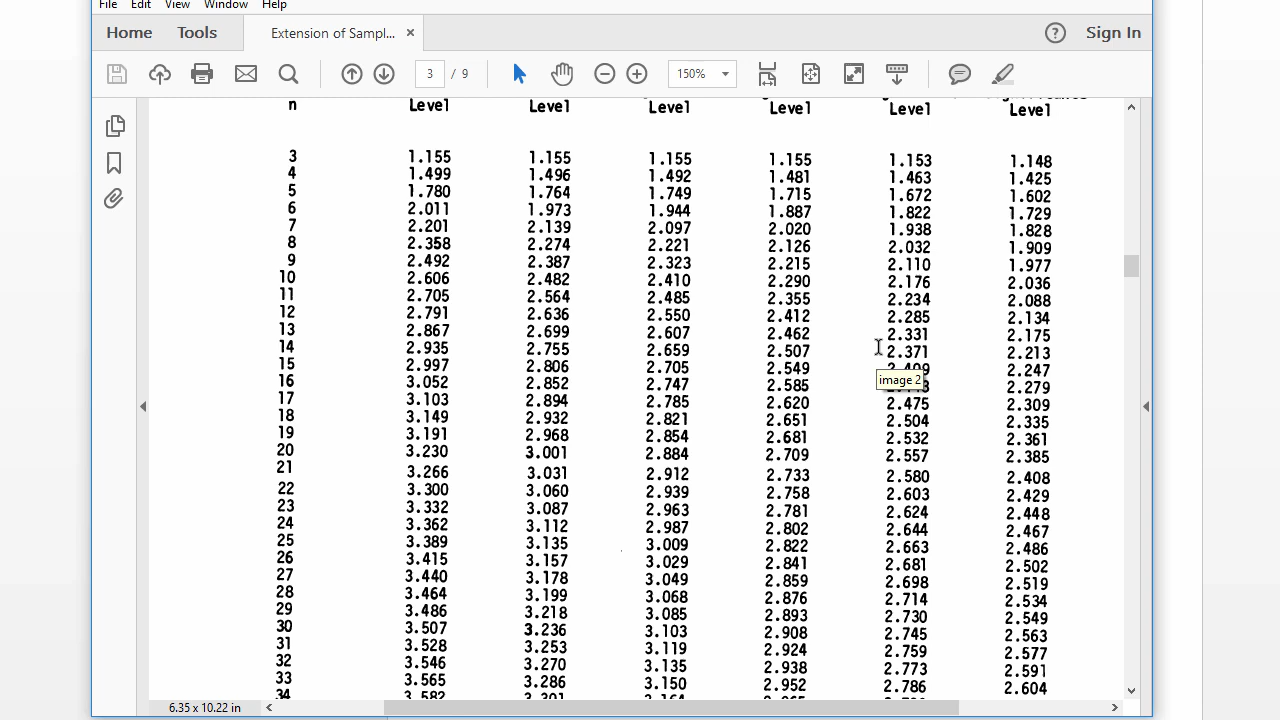 File Edit View Window Help
Home Tools Extension of Sampl... × ? Sign In
3 / 9 150%
n Level Level Level Level Level Level
3 1.155 1.155 1.155 1.155 1.153 1.148
4 1.499 1.496 1.492 1.481 1.463 1.425
5 1.780 1.764 1.749 1.715 1.672 1.602
6 2.011 1.973 1.944 1.887 1.822 1.729
7 2.201 2.139 2.097 2.020 1.938 1.828
8 2.358 2.274 2.221 2.126 2.032 1.909
9 2.492 2.387 2.323 2.215 2.110 1.977
10 2.606 2.482 2.410 2.290 2.176 2.036
11 2.705 2.564 2.485 2.355 2.234 2.088
12 2.791 2.636 2.550 2.412 2.285 2.134
13 2.867 2.699 2.607 2.462 2.331 2.175
14 2.935 2.755 2.659 2.507 2.371 2.213
15 2.997 2.806 2.705 2.549 2.409 2.247
16 3.052 2.852 2.747 2.585 2.279
image 2
17 3.103 2.894 2.785 2.620 2.475 2.309
18 3.149 2.932 2.821 2.651 2.504 2.335
19 3.191 2.968 2.854 2.681 2.532 2.361
20 3.230 3.001 2.884 2.709 2.557 2.385
21 3.266 3.031 2.912 2.733 2.580 2.408
22 3.300 3.060 2.939 2.758 2.603 2.429
23 3.332 3.087 2.963 2.781 2.624 2.448
24 3.362 3.112 2.987 2.802 2.644 2.467
25 3.389 3.135 3.009 2.822 2.663 2.486
26 3.415 3.157 3.029 2.841 2.681 2.502
27 3.440 3.178 3.049 2.859 2.698 2.519
28 3.464 3.199 3.068 2.876 2.714 2.534
29 3.486 3.218 3.085 2.893 2.730 2.549
30 3.507 3.236 3.103 2.908 2.745 2.563
31 3.528 3.253 3.119 2.924 2.759 2.577
32 3.546 3.270 3.135 2.938 2.773 2.591
33 3.565 3.286 3.150 2.952 2.786 2.604
34 3.582
6.35 x 10.22 in